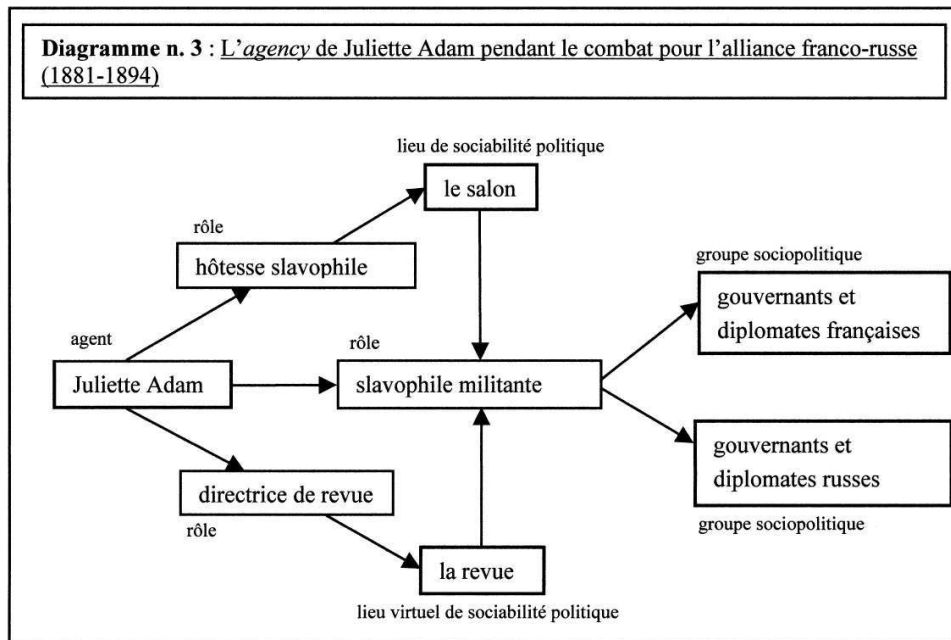 Diagramme n. 3 : L'agency de Juliette Adam pendant le combat pour l'alliance franco-russe
(1881-1894)
lieu de sociabilité politique
le salon
rôle
hôtesse slavophile
groupe sociopolitique
gouvernants et
diplomates françaises
agent
Juliette Adam
rôle
slavophile militante
gouvernants et
diplomates russes
groupe sociopolitique
directrice de revue
rôle
la revue
lieu virtuel de sociabilité politique